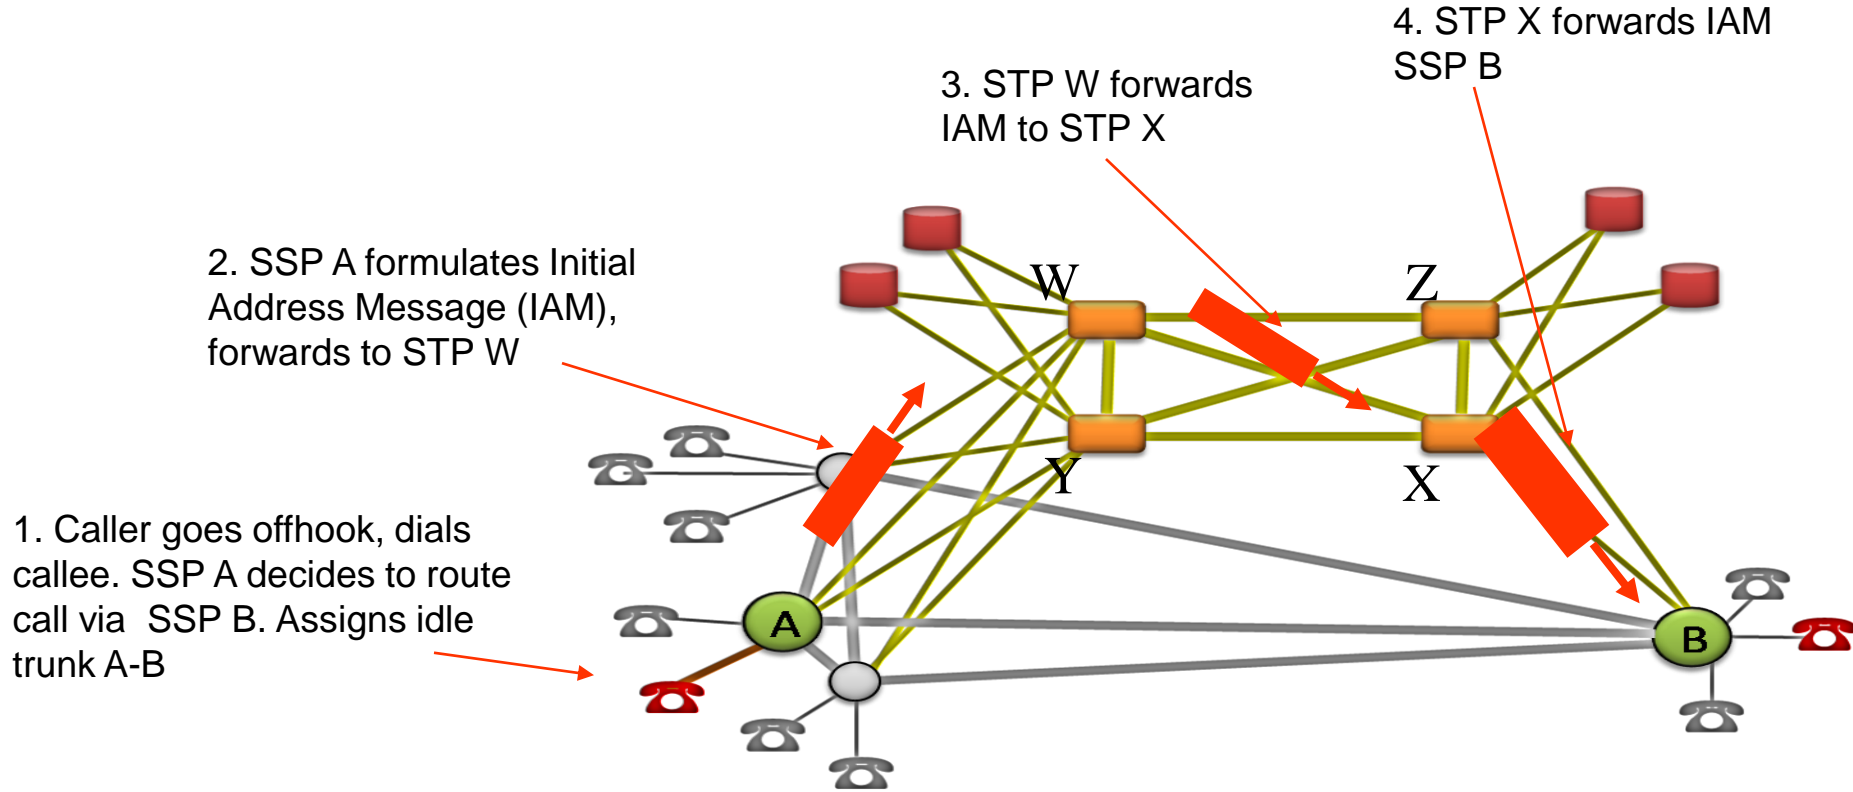 4. STP X forwards IAM
SSP B
3. STP W forwards
IAM to STP X
2. SSP A formulates Initial
Address Message (IAM),
forwards to STP W
W
Z
Y
X
1. Caller goes offhook, dials
callee. SSP A decides to route
call via  SSP B. Assigns idle
trunk A-B
A
B